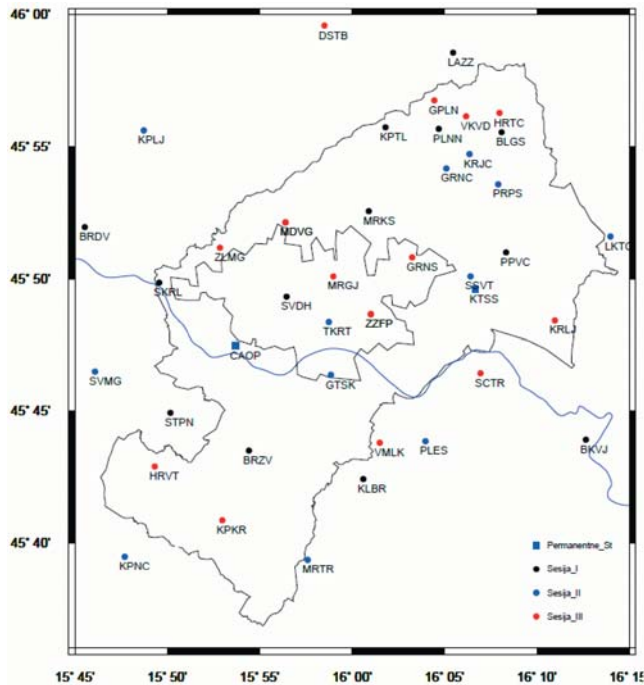 46° 00'
DSTB
LAZZ
GPLN
VKVD
HRTC
KPLJ
KPTL
PLNN
BLGS
45° 55'
KRJC
GRNC
PRPS
BRDV
MDVG
MRKS
LKTC
ZLMG
GRNS
PPVC
45° 50'
SKRL
MRGJ
SSVT
KTSS
SVDH
TKRT
ZZFP
KRLJ
CAOP
SVMG
GTSK
SCTR
45° 45'
STPN
BRZV
VMLK
PLES
BKVJ
HRVT
KLBR
KPKR
45° 40'
KPNC
MRTR
Permanentne_St
Sesija_I
Sesija_II
Sesija_III
15° 45'
15° 50'
15° 55'
16° 00'
16° 05'
16° 10'